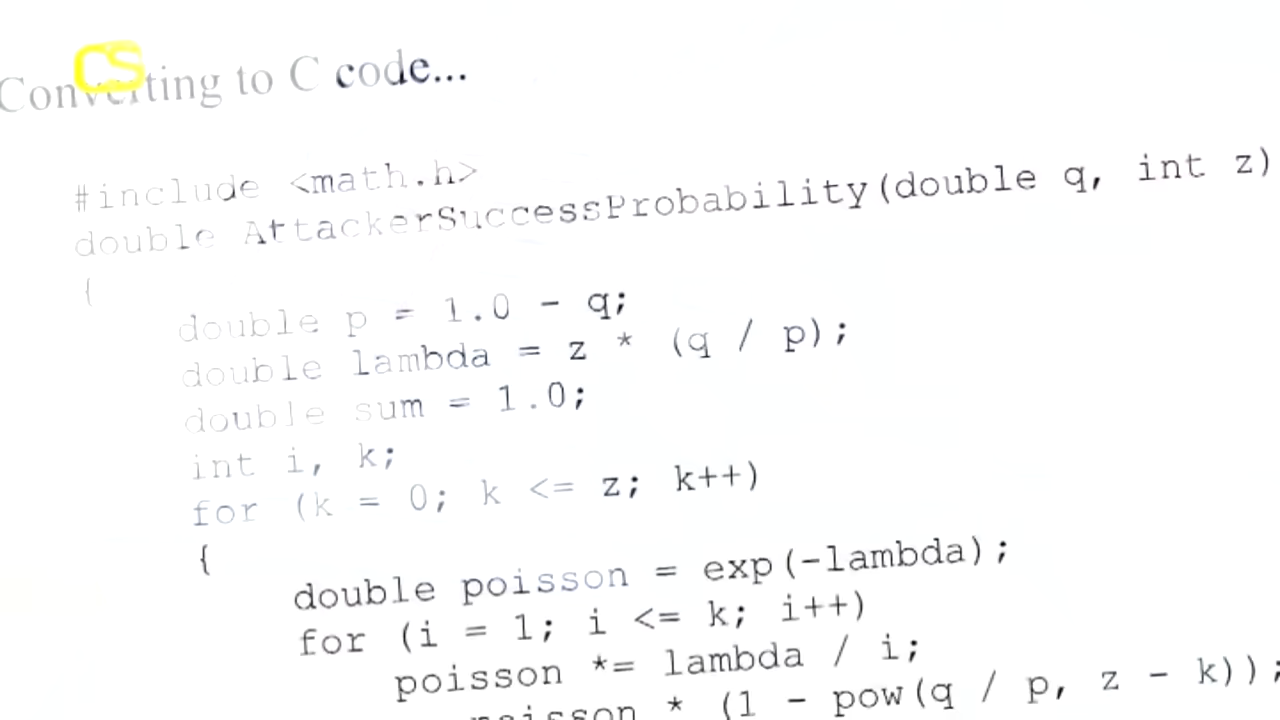 CS
Converting to C code...
#include <math.h>
double AttackerSuccessProbability(double q, int z)
{
double p = 1.0 - q;
double lambda = z * (q / p);
double sum = 1.0;
int i, k;
for (k = 0; k <= z; k++)
{
double poisson = exp(-lambda);
for (i = 1; i <= k; i++)
poisson *= lambda / i;
poisson * (1 - pow(q / p, z - k));